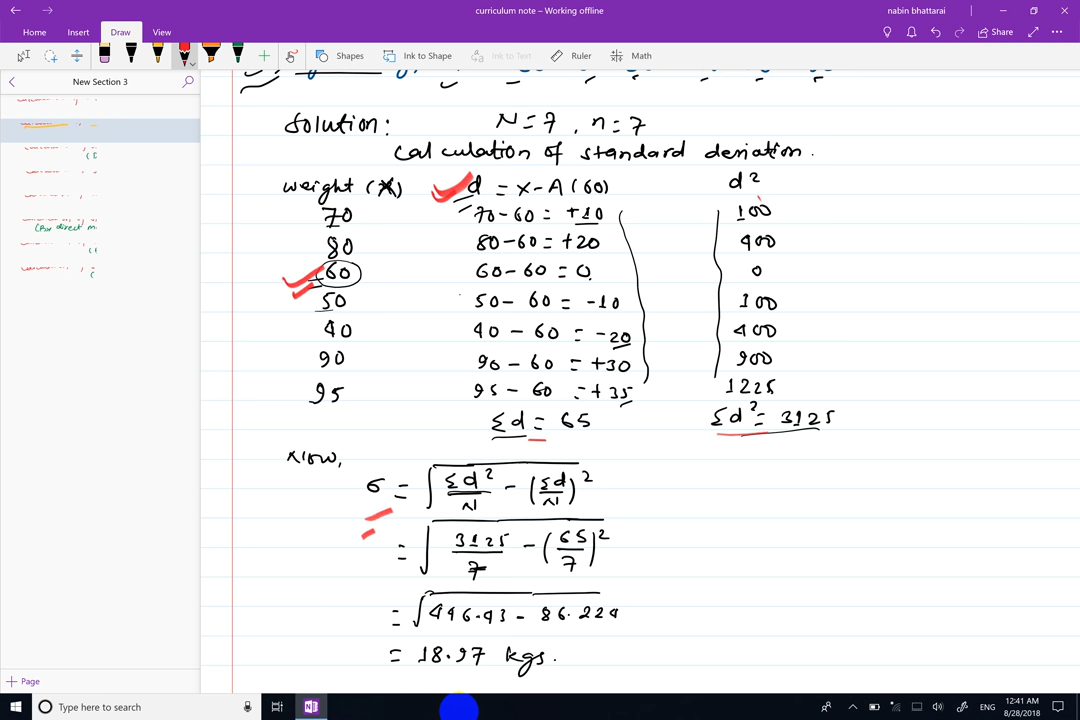 curriculum note – Working offline
nabin bhattarai
Home Insert Draw View
Share
Shapes Ink to Shape Ink to Text Ruler Math
New Section 3
Solution: N = 7 , n = 7
Calculation of standard deviation.
weight (X) d = X - A (60) d²
70 70-60 = +10 100
80 80-60 = +20 400
60 60-60 = 0 0
50 50-60 = -10 100
40 40-60 = -20 400
90 90-60 = +30 900
95 95-60 = +35 1225
Σd = 65 Σd² = 3125
Now,
σ = √(Σd²/N - (Σd/N)²)
= √(3125/7 - (65/7)²)
= √(446.43 - 86.224
= 18.97 kgs.
+ Page
Type here to search
ENG
12:41 AM
8/28/2018